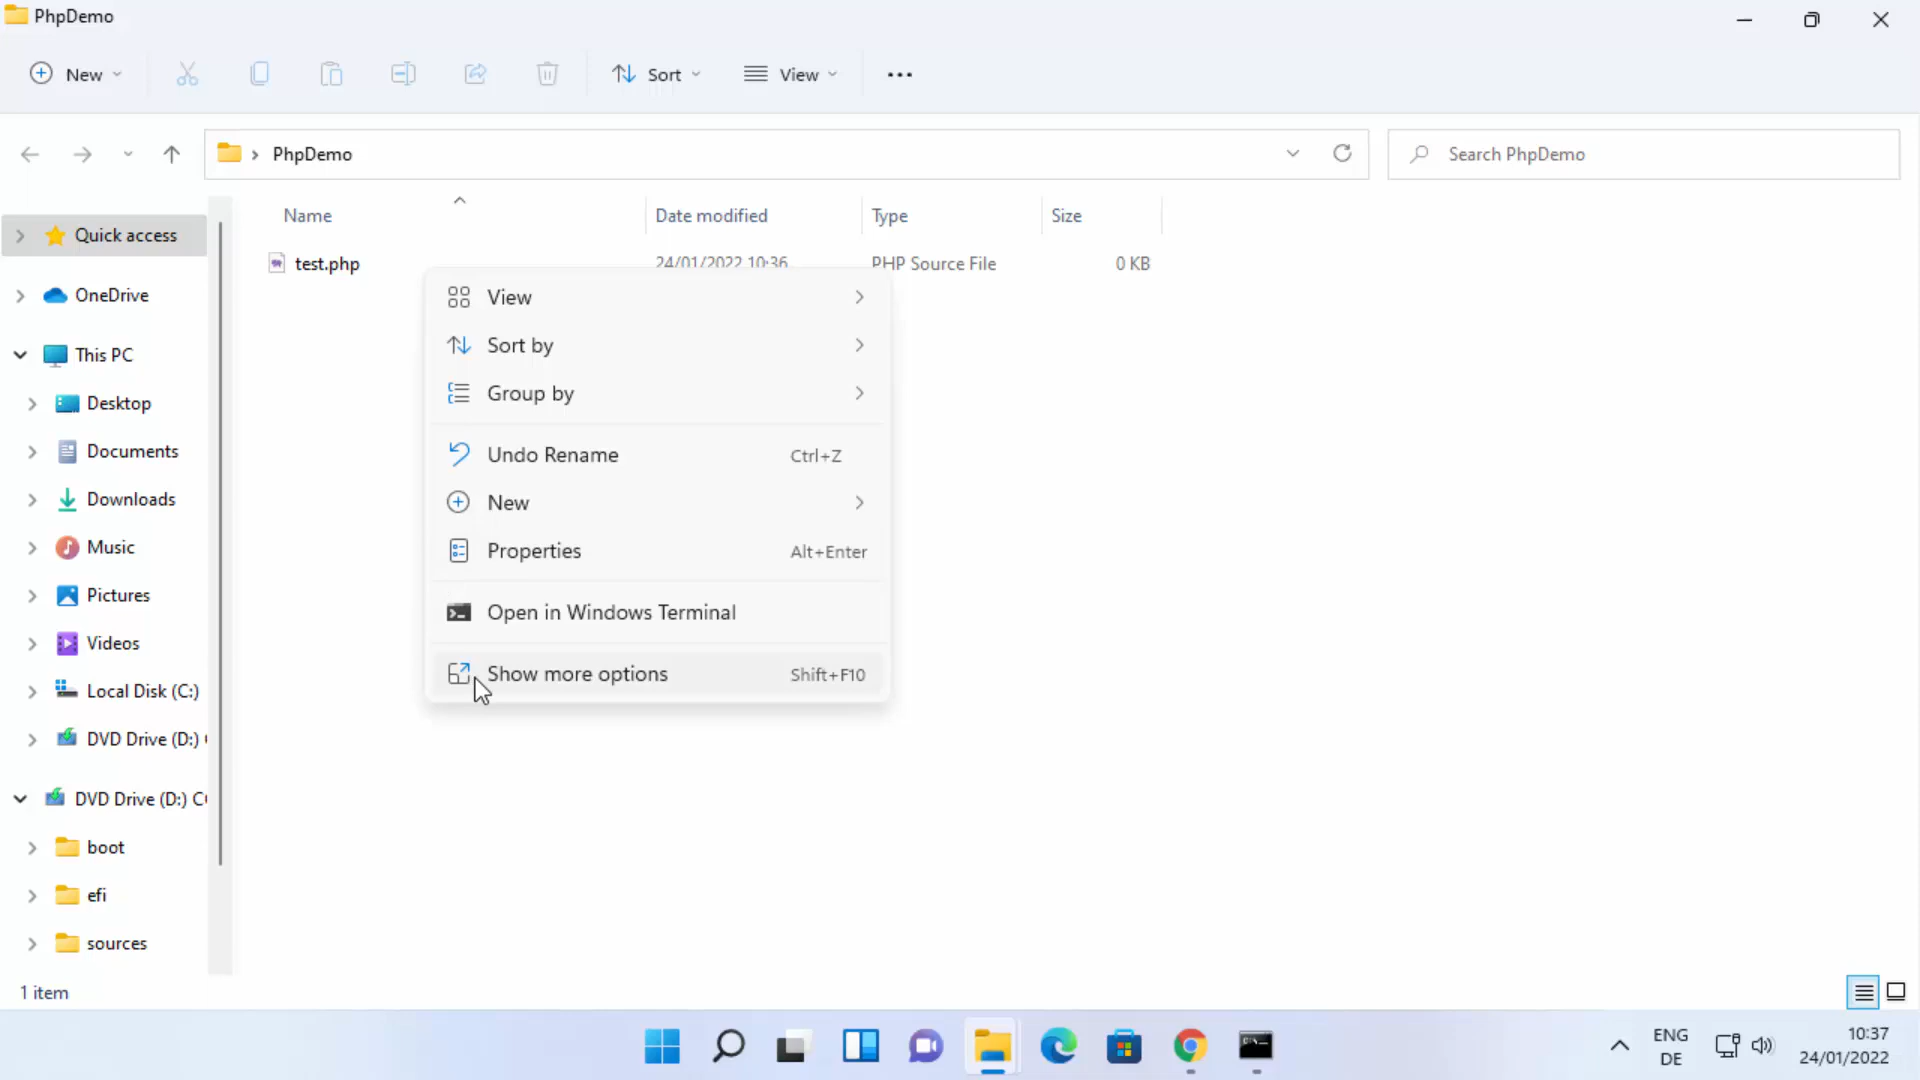 PhpDemo
New
Sort
View
PhpDemo
Search PhpDemo
Name
Date modified
Type
Size
test.php
24/01/2022 10:36
PHP Source File
0 KB
Quick access
OneDrive
This PC
Desktop
Documents
Downloads
Music
Pictures
Videos
Local Disk (C:)
DVD Drive (D:)
DVD Drive (D:) C
boot
efi
sources
View
Sort by
Group by
Undo Rename Ctrl+Z
New
Properties Alt+Enter
Open in Windows Terminal
Show more options Shift+F10
1 item
ENG
DE
10:37
24/01/2022